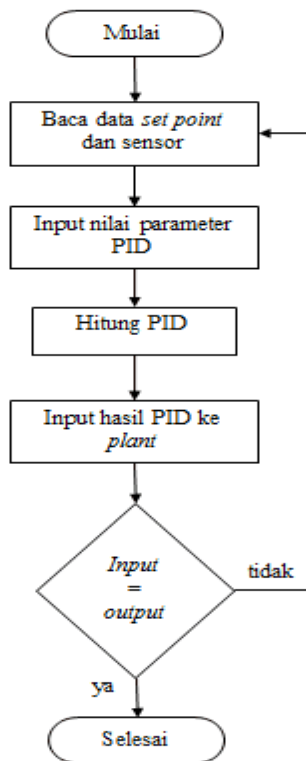 Mulai
Baca data set point
dan sensor
Input nilai parameter
PID
Hitung PID
Input hasil PID ke
plant
Input
=
output
tidak
ya
Selesai